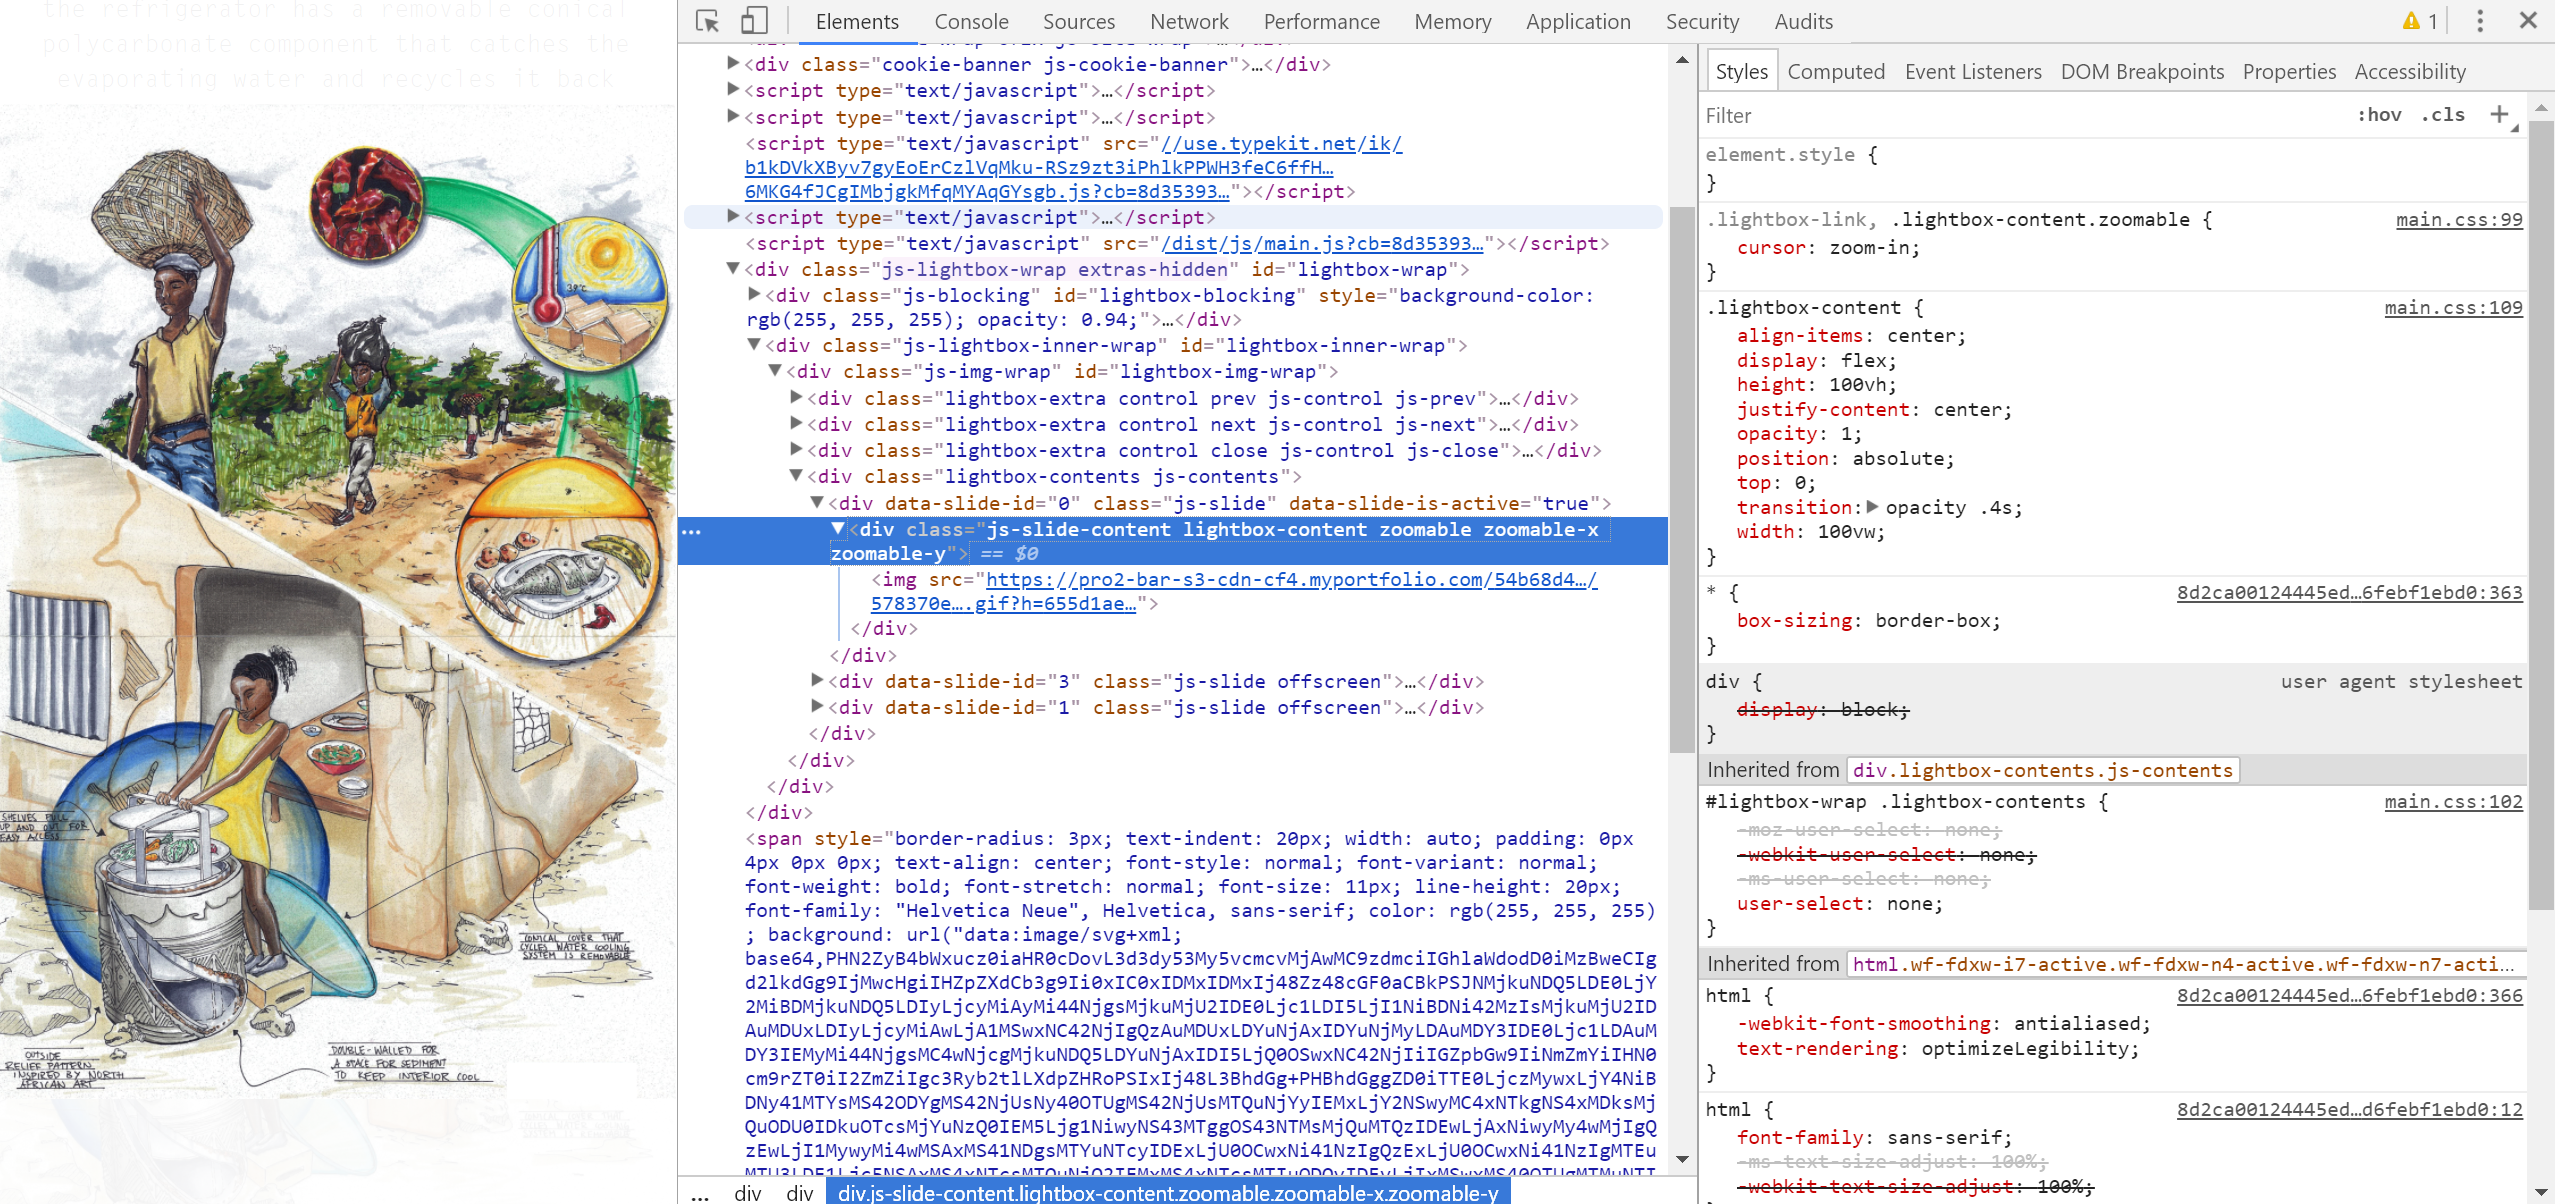 the refrigerator has a removable conical
polycarbonate component that catches the
evaporating water and recycles it back
39°C
SHELVES PULL
UP AND OUT FOR
EASY ACCESS
CONICAL COVER THAT
CYCLES WATER COOLING
SYSTEM IS REMOVABLE
OUTSIDE
RELIEF PATTERN
INSPIRED BY NORTH
AFRICAN ART
DOUBLE-WALLED FOR
A SPACE FOR SEDIMENT
TO KEEP INTERIOR COOL
Elements Console Sources Network Performance Memory Application Security Audits 1
<div class="cookie-banner js-cookie-banner">…</div>
<script type="text/javascript">…</script>
<script type="text/javascript">…</script>
<script type="text/javascript" src="//use.typekit.net/ik/
b1kDVkXByv7gyEoErCzlVqMku-RSz9zt3iPhlkPPWH3feC6ffH…
6MKG4fJCgIMbjgkMfqMYAqGYsgb.js?cb=8d35393…"></script>
<script type="text/javascript">…</script>
<script type="text/javascript" src="/dist/js/main.js?cb=8d35393…"></script>
<div class="js-lightbox-wrap extras-hidden" id="lightbox-wrap">
<div class="js-blocking" id="lightbox-blocking" style="background-color:
rgb(255, 255, 255); opacity: 0.94;">…</div>
<div class="js-lightbox-inner-wrap" id="lightbox-inner-wrap">
<div class="js-img-wrap" id="lightbox-img-wrap">
<div class="lightbox-extra control prev js-control js-prev">…</div>
<div class="lightbox-extra control next js-control js-next">…</div>
<div class="lightbox-extra control close js-control js-close">…</div>
<div class="lightbox-contents js-contents">
<div data-slide-id="0" class="js-slide" data-slide-is-active="true">
… <div class="js-slide-content lightbox-content zoomable zoomable-x
zoomable-y"> == $0
<img src="https://pro2-bar-s3-cdn-cf4.myportfolio.com/54b68d4…/
578370e….gif?h=655d1ae…">
</div>
</div>
<div data-slide-id="3" class="js-slide offscreen">…</div>
<div data-slide-id="1" class="js-slide offscreen">…</div>
</div>
</div>
</div>
</div>
<span style="border-radius: 3px; text-indent: 20px; width: auto; padding: 0px
4px 0px 0px; text-align: center; font-style: normal; font-variant: normal;
font-weight: bold; font-stretch: normal; font-size: 11px; line-height: 20px;
font-family: "Helvetica Neue", Helvetica, sans-serif; color: rgb(255, 255, 255)
; background: url("data:image/svg+xml;
… div div div.js-slide-content.lightbox-content.zoomable.zoomable-x.zoomable-y
Styles Computed Event Listeners DOM Breakpoints Properties Accessibility
Filter :hov .cls +
element.style {
}
.lightbox-link, .lightbox-content.zoomable { main.css:99
cursor: zoom-in;
}
.lightbox-content { main.css:109
align-items: center;
display: flex;
height: 100vh;
justify-content: center;
opacity: 1;
position: absolute;
top: 0;
transition: opacity .4s;
width: 100vw;
}
* { 8d2ca00124445ed…6febf1ebd0:363
box-sizing: border-box;
}
div { user agent stylesheet
display: block;
}
Inherited from div.lightbox-contents.js-contents
#lightbox-wrap .lightbox-contents { main.css:102
-moz-user-select: none;
-webkit-user-select: none;
-ms-user-select: none;
user-select: none;
}
Inherited from html.wf-fdxw-i7-active.wf-fdxw-n4-active.wf-fdxw-n7-acti…
html { 8d2ca00124445ed…6febf1ebd0:366
-webkit-font-smoothing: antialiased;
text-rendering: optimizeLegibility;
}
html { 8d2ca00124445ed…d6febf1ebd0:12
font-family: sans-serif;
-ms-text-size-adjust: 100%;
-webkit-text-size-adjust: 100%;